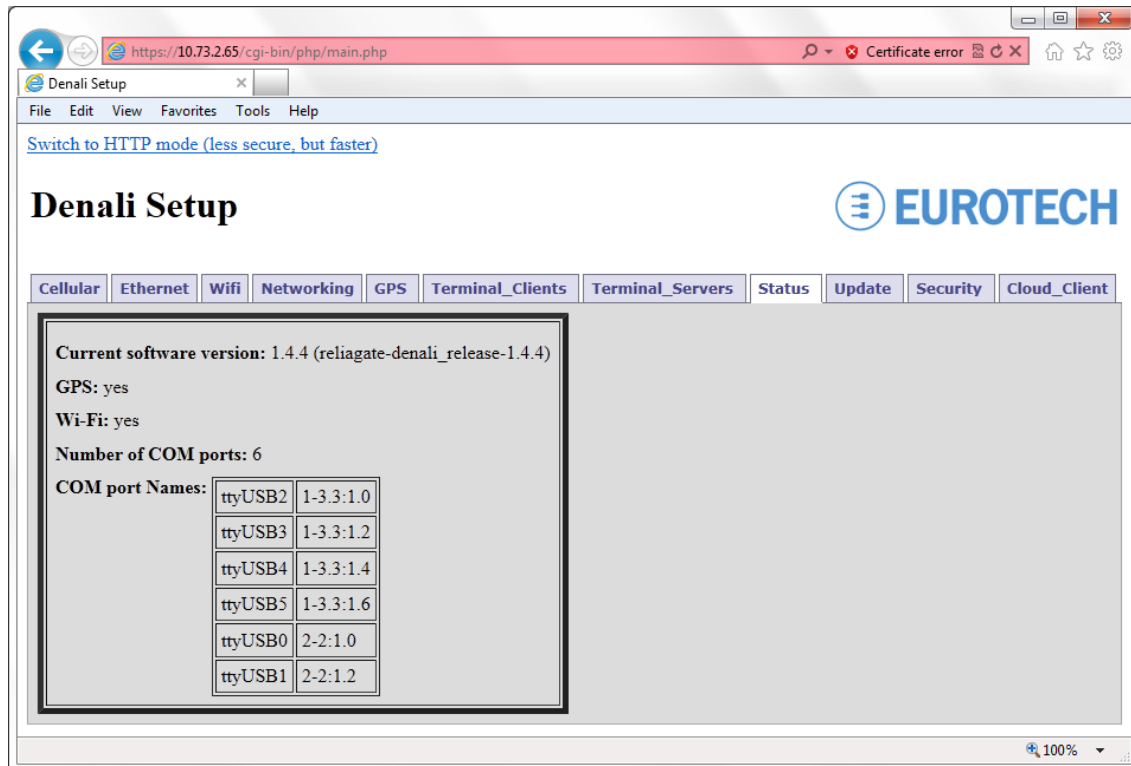 https://10.73.2.65/cgi-bin/php/main.php Certificate error
Denali Setup
File Edit View Favorites Tools Help
Switch to HTTP mode (less secure, but faster)
Denali Setup
EUROTECH
Cellular Ethernet Wifi Networking GPS Terminal_Clients Terminal_Servers Status Update Security Cloud_Client
Current software version: 1.4.4 (reliagate-denali_release-1.4.4)
GPS: yes
Wi-Fi: yes
Number of COM ports: 6
COM port Names: ttyUSB2 1-3.3:1.0
ttyUSB3 1-3.3:1.2
ttyUSB4 1-3.3:1.4
ttyUSB5 1-3.3:1.6
ttyUSB0 2-2:1.0
ttyUSB1 2-2:1.2
100%